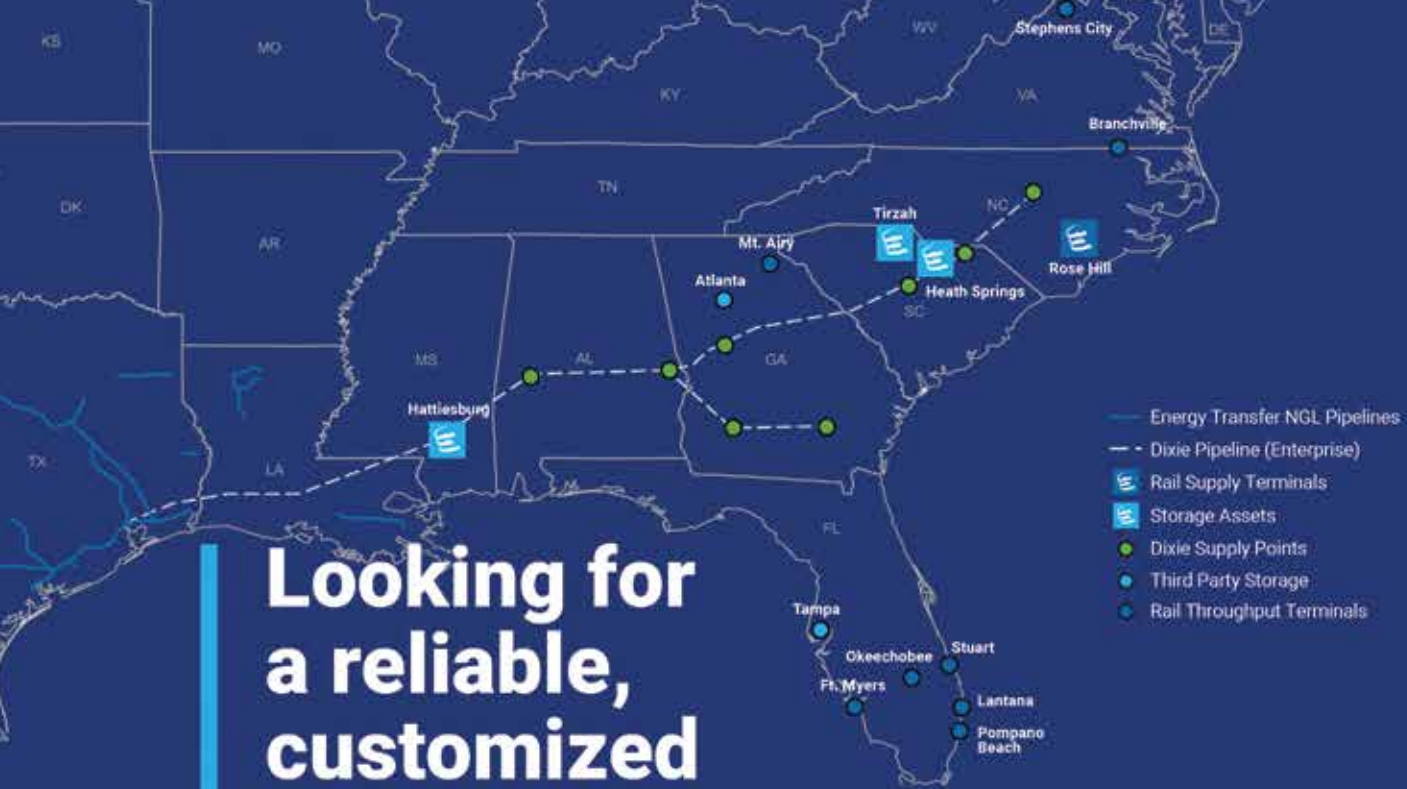 KS
MO
WV
Stephens City
DE
KY
VA
Branchville
OK
TN
NC
AR
Tirzah
Mt. Airy
Rose Hill
Atlanta
Heath Springs
SC
MS
AL
GA
Hattiesburg
TX
LA
FL
Energy Transfer NGL Pipelines
Dixie Pipeline (Enterprise)
Rail Supply Terminals
Storage Assets
Dixie Supply Points
Third Party Storage
Rail Throughput Terminals
Looking for
a reliable,
customized
Tampa
Okeechobee
Stuart
Ft. Myers
Lantana
Pompano
Beach